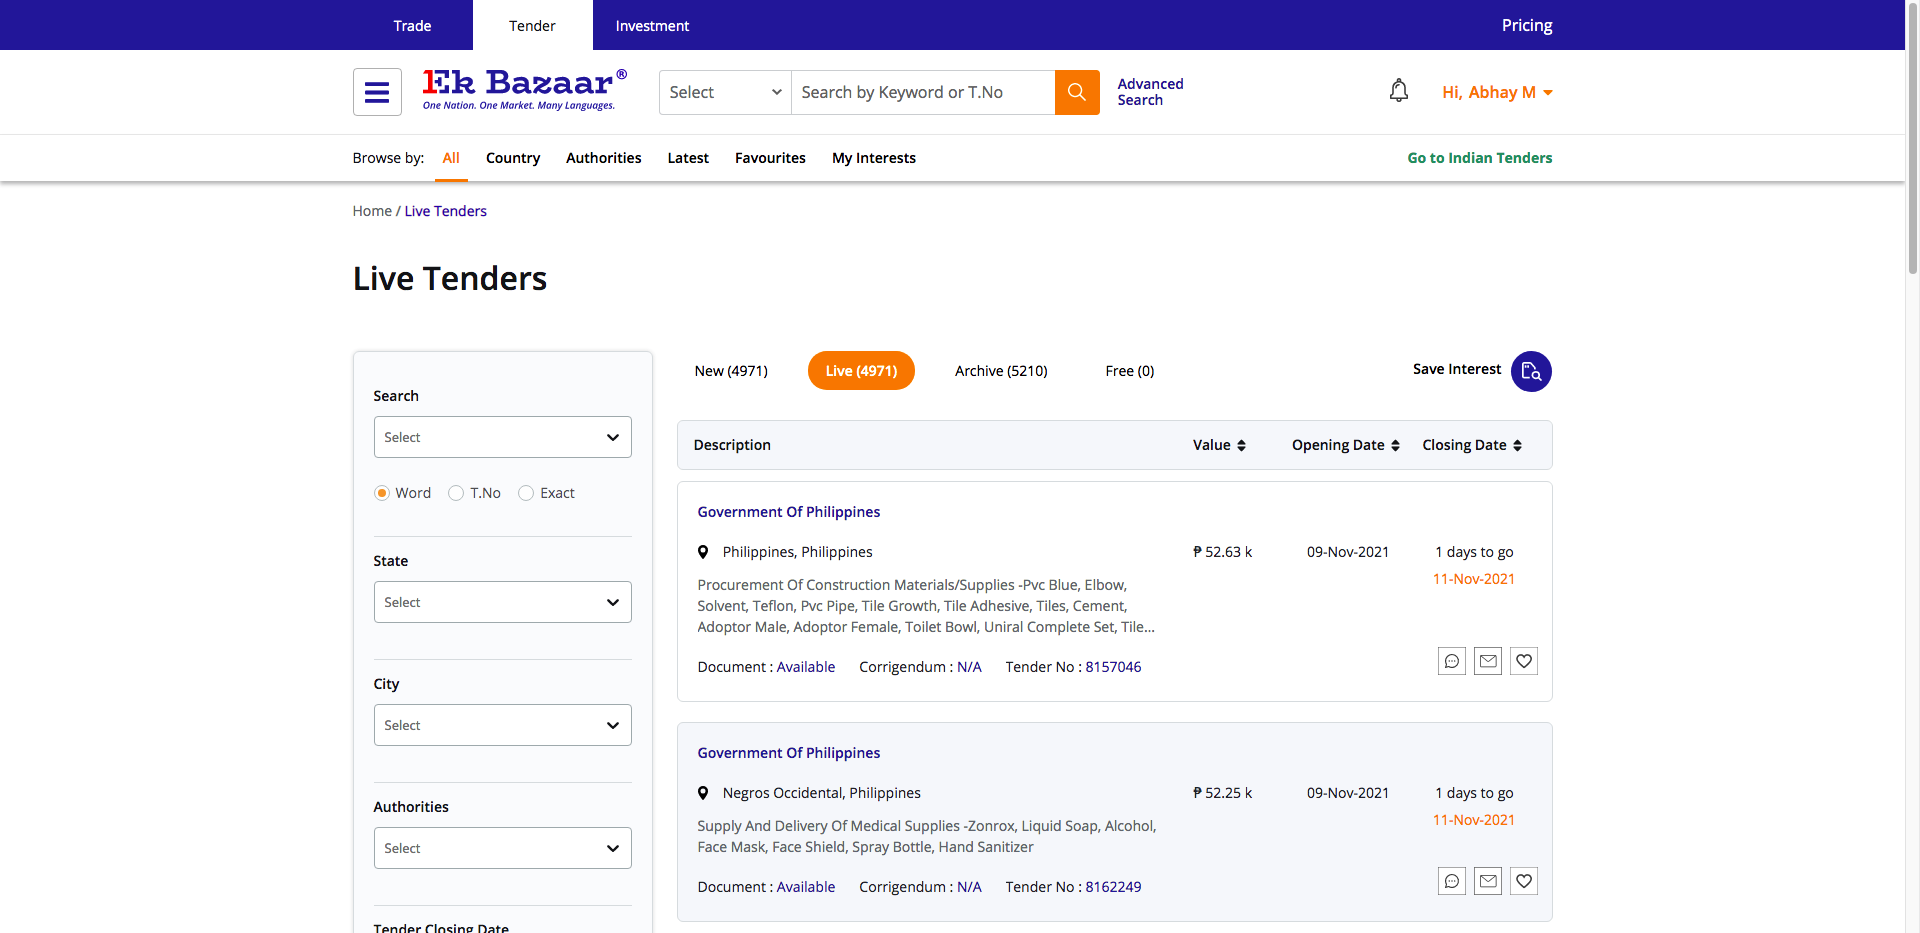 Trade
Tender
Investment
Pricing
Ek Bazaar®
One Nation. One Market. Many Languages.
Select
Search by Keyword or T.No
Advanced
Search
Hi, Abhay M
Browse by:
All
Country
Authorities
Latest
Favourites
My Interests
Go to Indian Tenders
Home / Live Tenders
Live Tenders
Search
Select
Word
T.No
Exact
State
Select
City
Select
Authorities
Select
Tender Closing Date
New (4971)
Live (4971)
Archive (5210)
Free (0)
Save Interest
Description
Value
Opening Date
Closing Date
Government Of Philippines
Philippines, Philippines
₱ 52.63 k
09-Nov-2021
1 days to go
11-Nov-2021
Procurement Of Construction Materials/Supplies -Pvc Blue, Elbow,
Solvent, Teflon, Pvc Pipe, Tile Growth, Tile Adhesive, Tiles, Cement,
Adoptor Male, Adoptor Female, Toilet Bowl, Uniral Complete Set, Tile...
Document : Available
Corrigendum : N/A
Tender No : 8157046
Government Of Philippines
Negros Occidental, Philippines
₱ 52.25 k
09-Nov-2021
1 days to go
11-Nov-2021
Supply And Delivery Of Medical Supplies -Zonrox, Liquid Soap, Alcohol,
Face Mask, Face Shield, Spray Bottle, Hand Sanitizer
Document : Available
Corrigendum : N/A
Tender No : 8162249